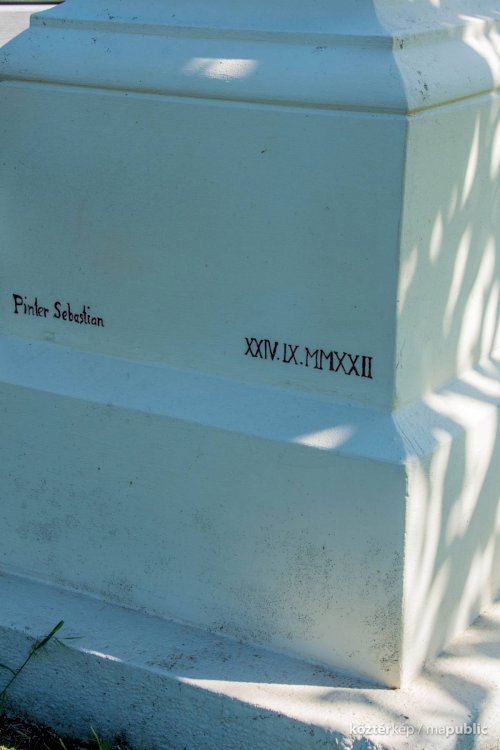 Pinter Sebastian
XXIV.IX.MMXXII
köztérkép / mapublic